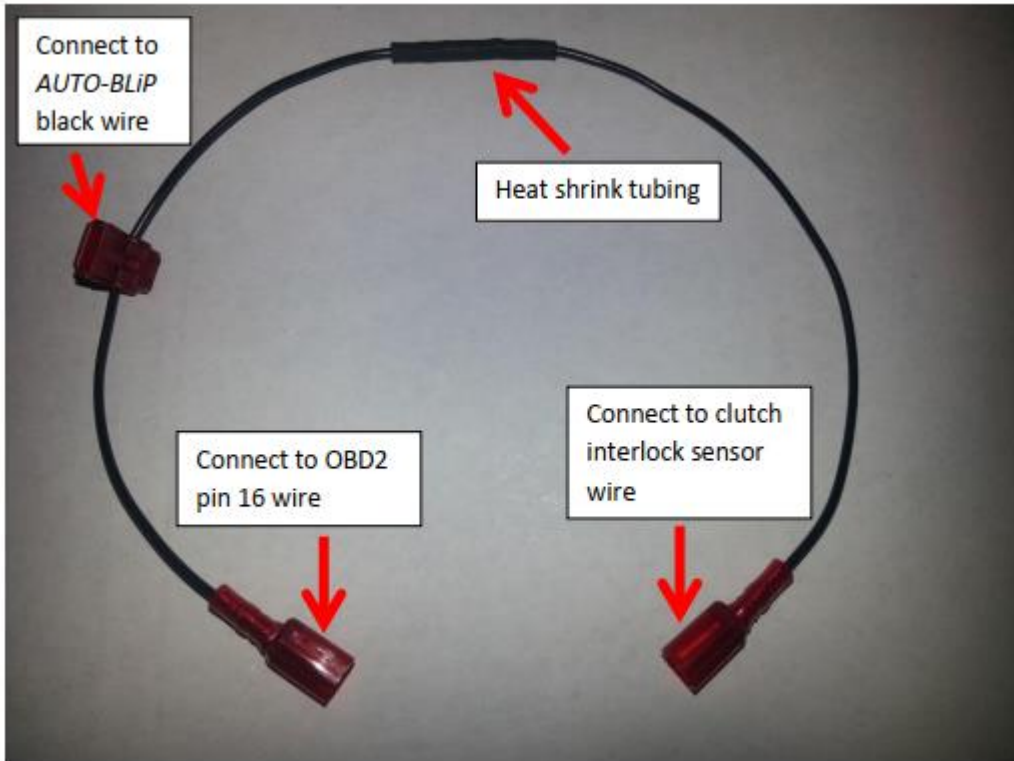 Connect to
AUTO-BLiP
black wire
Heat shrink tubing
Connect to clutch
interlock sensor
wire
Connect to OBD2
pin 16 wire